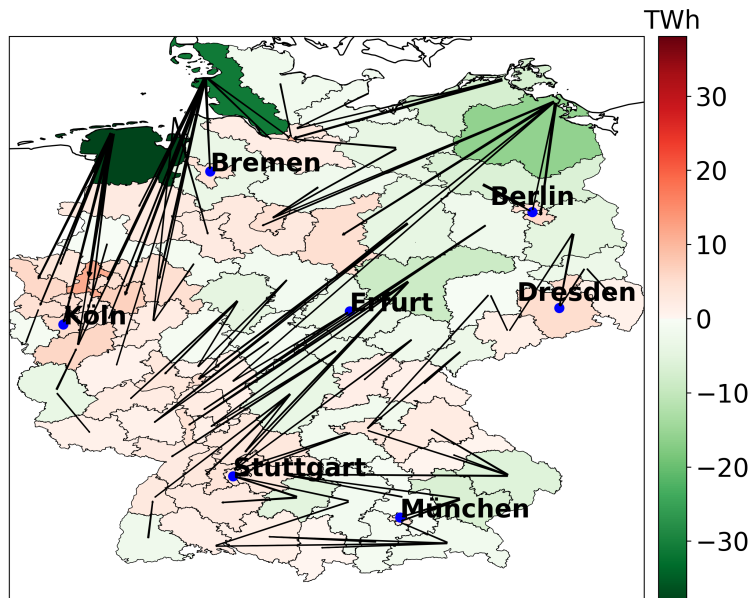 TWh
30
Bremen
20
Berlin
10
Dresden
Erfurt
Köln
0
−10
−20
Stuttgart
München
−30